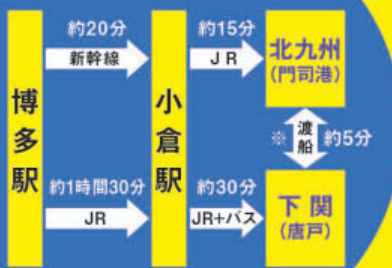 博多駅
約20分
新幹線
約1時間30分
JR
小倉駅
約15分
JR
約30分
JR+バス
北九州
(門司港)
※渡船 約5分
下関
(唐戸)